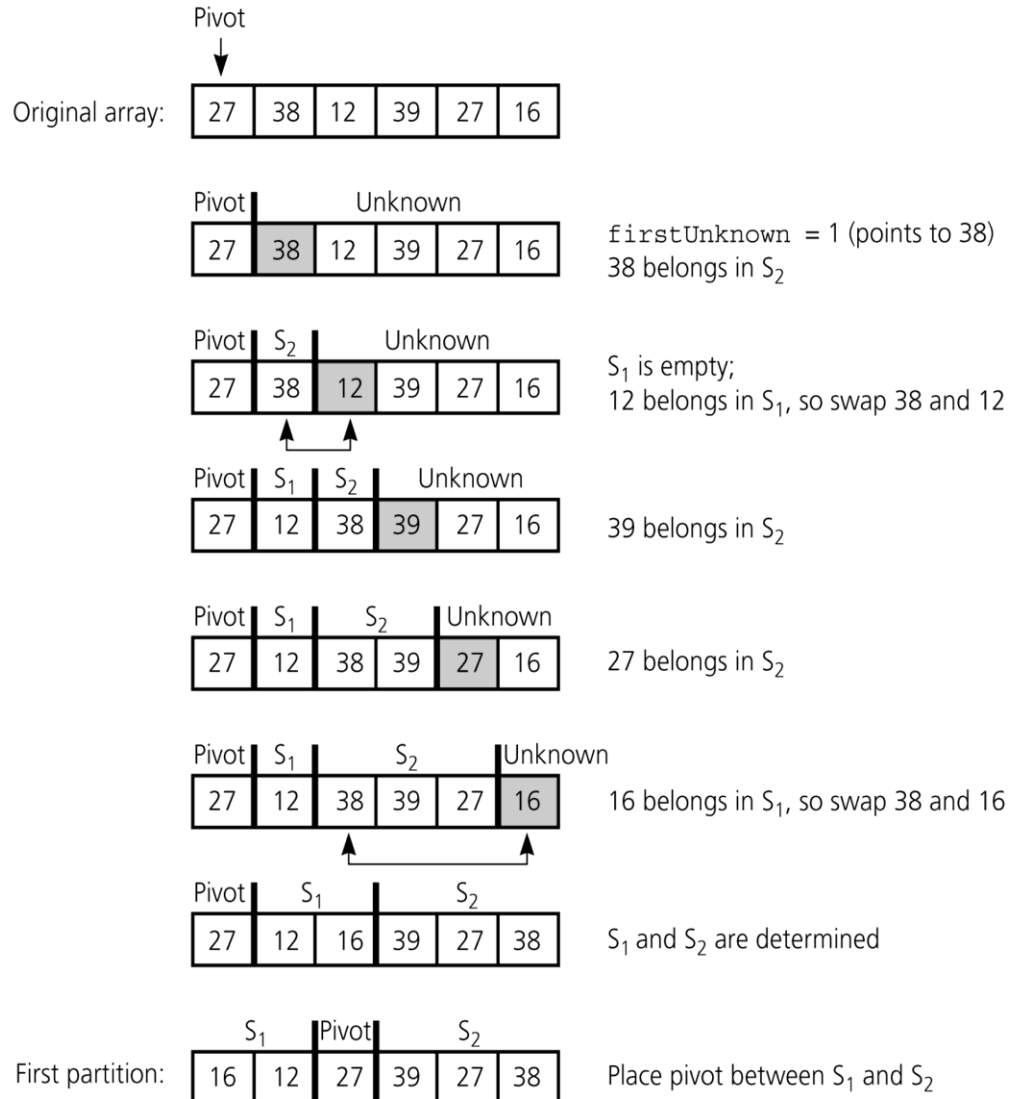 Pivot
Original array: 27 38 12 39 27 16
Pivot Unknown
27 38 12 39 27 16
firstUnknown = 1 (points to 38)
38 belongs in S₂
Pivot S₂ Unknown
27 38 12 39 27 16
S₁ is empty;
12 belongs in S₁, so swap 38 and 12
Pivot S₁ S₂ Unknown
27 12 38 39 27 16
39 belongs in S₂
Pivot S₁ S₂ Unknown
27 12 38 39 27 16
27 belongs in S₂
Pivot S₁ S₂ Unknown
27 12 38 39 27 16
16 belongs in S₁, so swap 38 and 16
Pivot S₁ S₂
27 12 16 39 27 38
S₁ and S₂ are determined
S₁ Pivot S₂
First partition: 16 12 27 39 27 38
Place pivot between S₁ and S₂